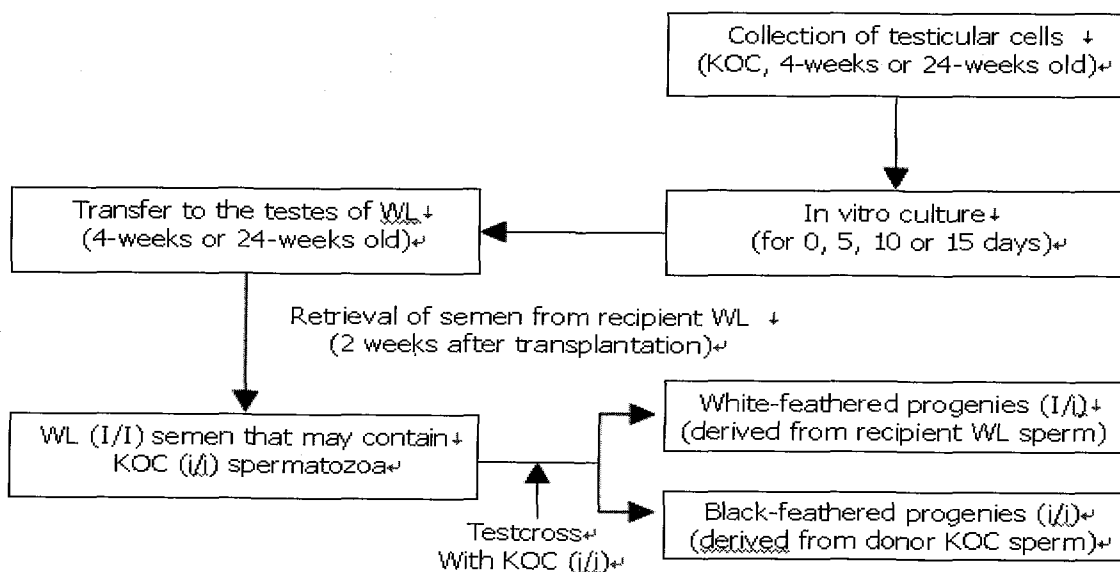 Collection of testicular cells ↓
(KOC, 4-weeks or 24-weeks old)↵
In vitro culture↓
(for 0, 5, 10 or 15 days)↵
Transfer to the testes of WL↓
(4-weeks or 24-weeks old)↵
Retrieval of semen from recipient WL ↓
(2 weeks after transplantation)↵
WL (I/I) semen that may contain↓
KOC (i/i) spermatozoa↵
Testcross↵
With KOC (i/i)↵
White-feathered progenies (I/i)↓
(derived from recipient WL sperm)
Black-feathered progenies (i/i)↵
(derived from donor KOC sperm)↵